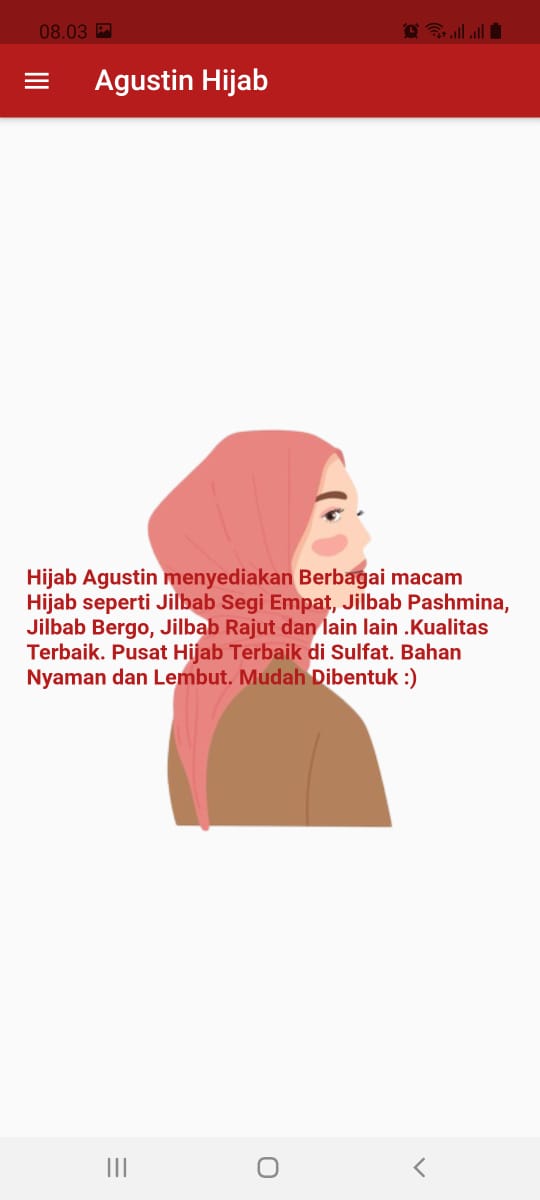 08.03
Agustin Hijab
Hijab Agustin menyediakan Berbagai macam
Hijab seperti Jilbab Segi Empat, Jilbab Pashmina,
Jilbab Bergo, Jilbab Rajut dan lain lain .Kualitas
Terbaik. Pusat Hijab Terbaik di Sulfat. Bahan
Nyaman dan Lembut. Mudah Dibentuk :)